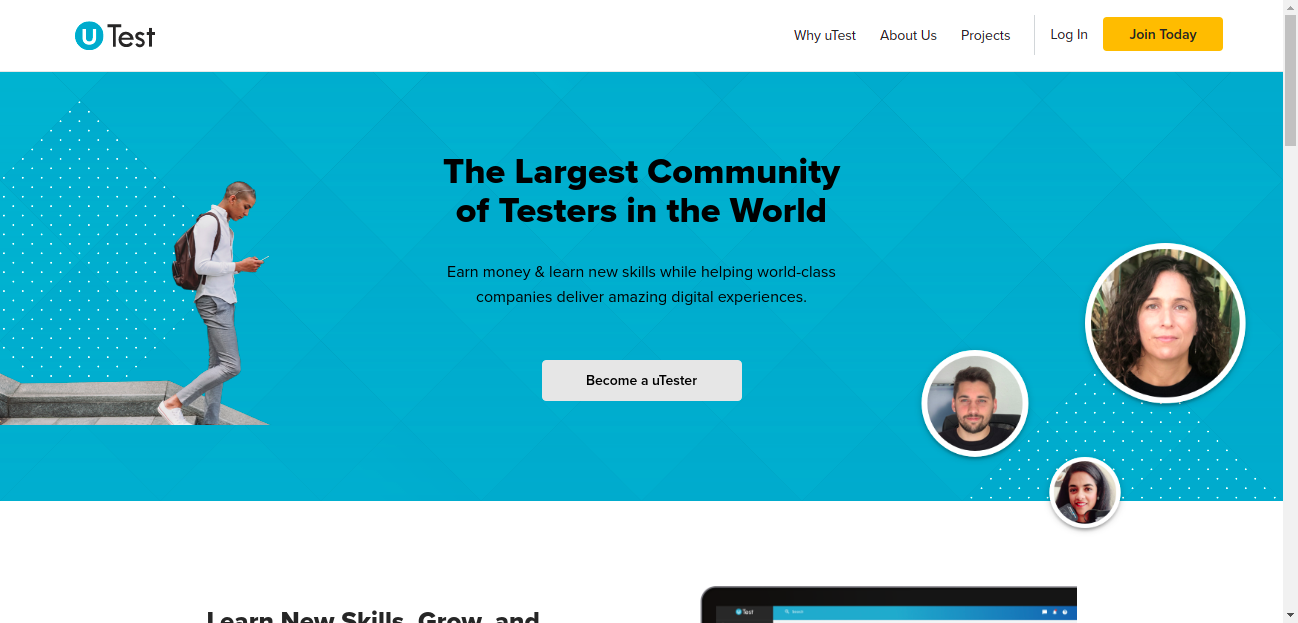 uTest
Why uTest
About Us
Projects
Log In
Join Today
The Largest Community
of Testers in the World
Earn money & learn new skills while helping world-class
companies deliver amazing digital experiences.
Become a uTester
Learn New Skills, Grow, and
uTest
Search